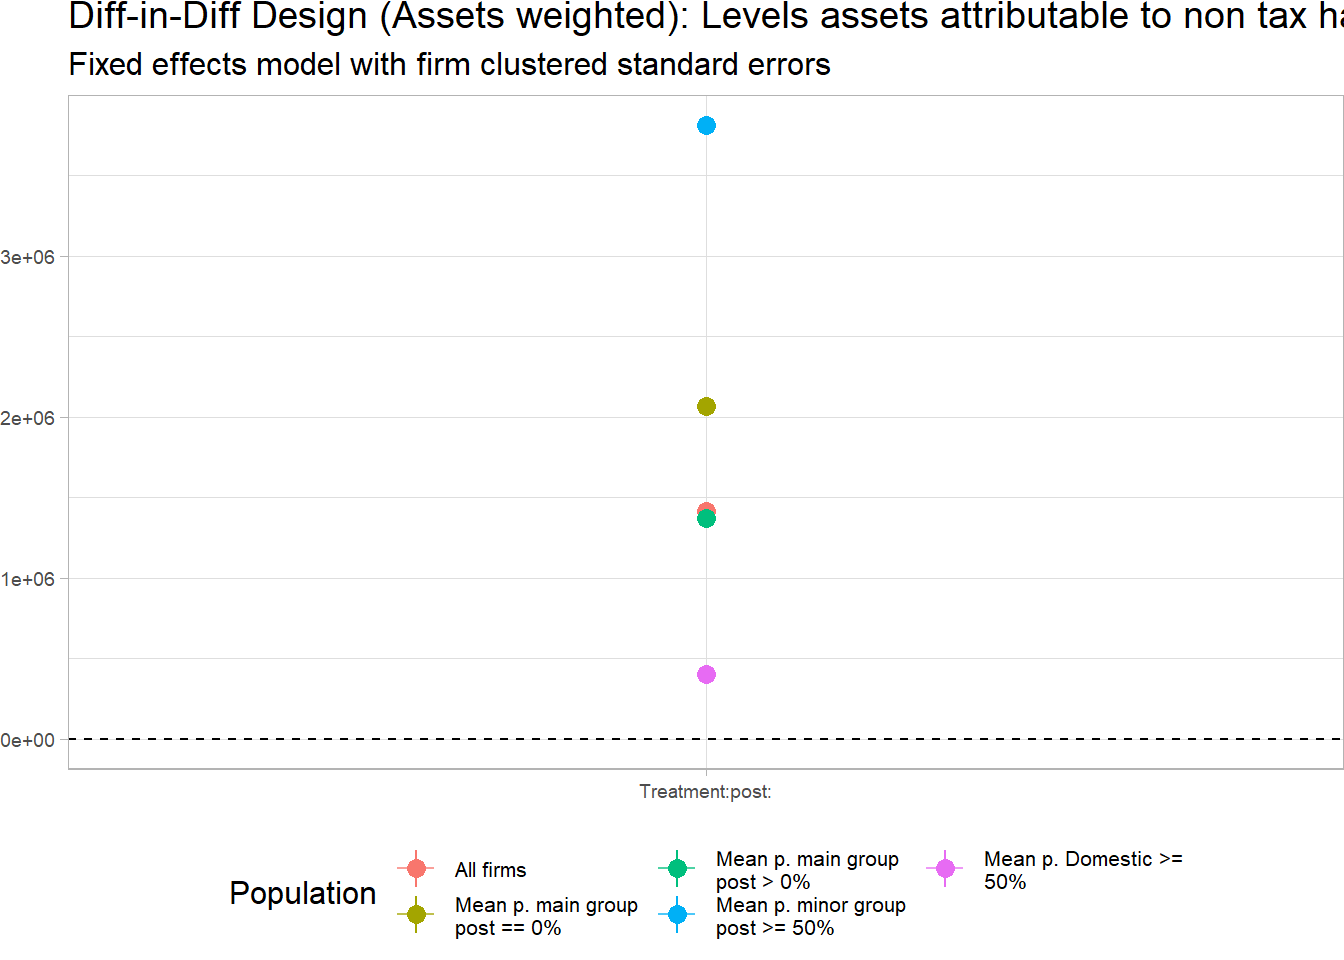 Diff-in-Diff Design (Assets weighted): Levels assets attributable to non tax
Fixed effects model with firm clustered standard errors
3e+06
2e+06
1e+06
0e+00
Treatment:post:
Population
All firms
Mean p. main group
post == 0%
Mean p. main group
post > 0%
Mean p. minor group
post >= 50%
Mean p. Domestic >=
50%